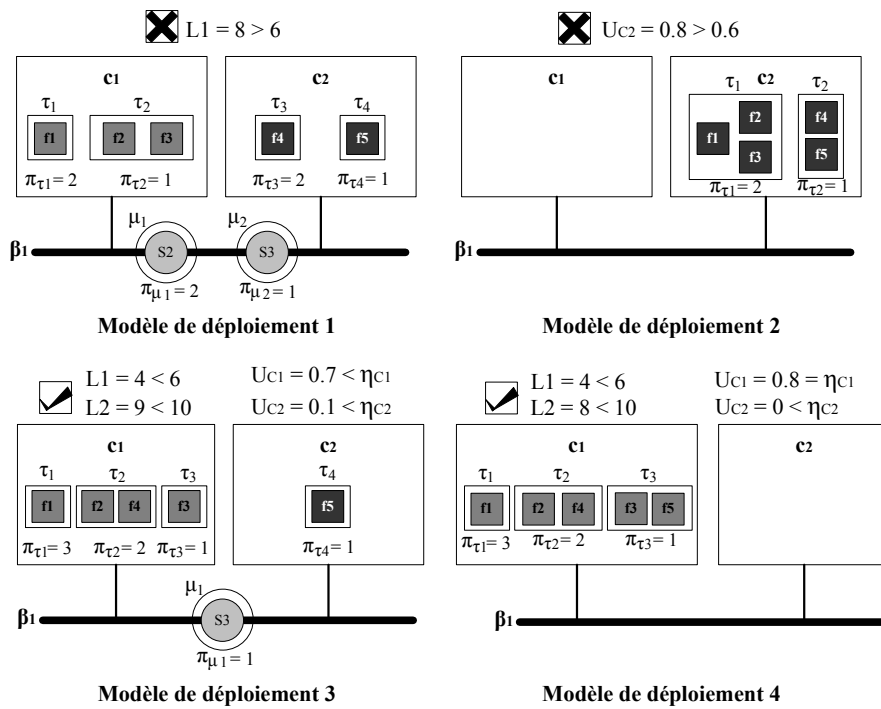 L1 = 8 > 6
c1
c2
τ1
τ2
τ3
τ4
f1
f2
f3
f4
f5
πτ1= 2
πτ2= 1
πτ3= 2
πτ4= 1
μ1
μ2
β1
S2
S3
πμ1= 2
πμ2= 1
Modèle de déploiement 1
UC2 = 0.8 > 0.6
c1
c2
τ1
τ2
f1
f2
f3
f4
f5
πτ1= 2
πτ2= 1
β1
Modèle de déploiement 2
L1 = 4 < 6
L2 = 9 < 10
UC1 = 0.7 < ηC1
UC2 = 0.1 < ηC2
c1
c2
τ1
τ2
τ3
τ4
f1
f2
f4
f3
f5
πτ1= 3
πτ2= 2
πτ3= 1
πτ4= 1
μ1
β1
S3
πμ1= 1
Modèle de déploiement 3
L1 = 4 < 6
L2 = 8 < 10
UC1 = 0.8 = ηC1
UC2 = 0 < ηC2
c1
c2
τ1
τ2
τ3
f1
f2
f4
f3
f5
πτ1= 3
πτ2= 2
πτ3= 1
β1
Modèle de déploiement 4